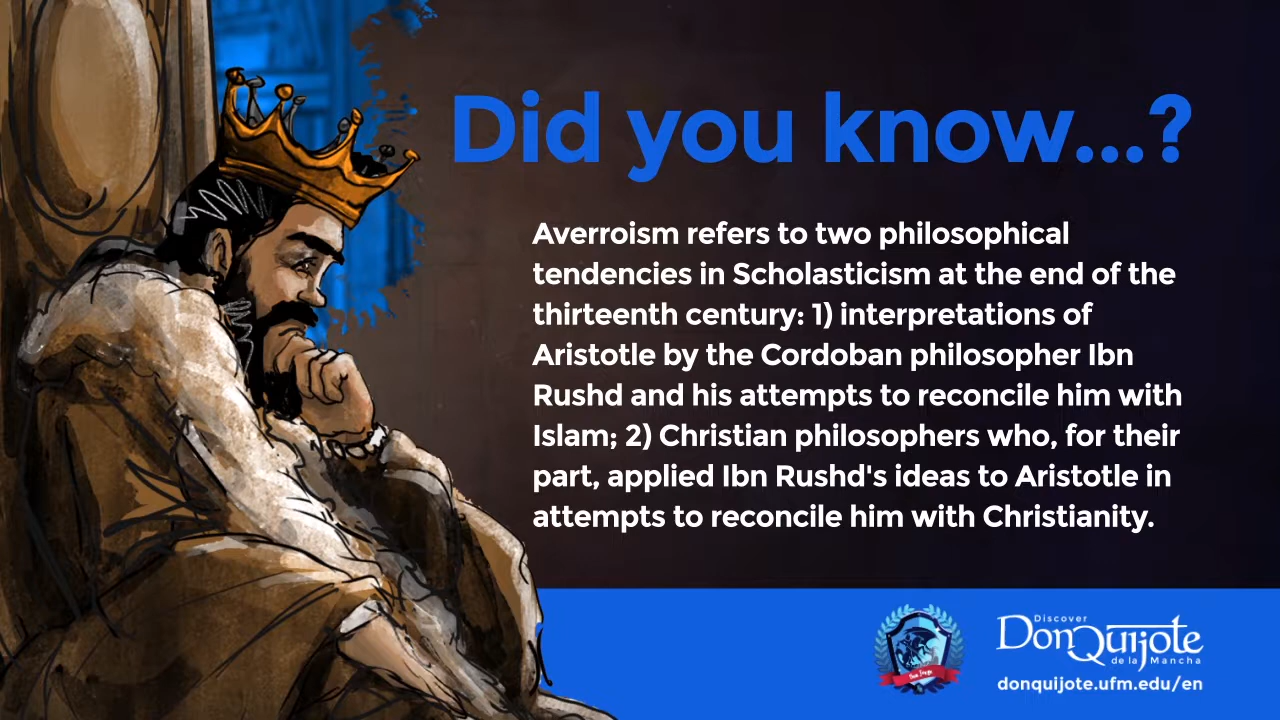 Did you know...?
Averroism refers to two philosophical
tendencies in Scholasticism at the end of the
thirteenth century: 1) interpretations of
Aristotle by the Cordoban philosopher Ibn
Rushd and his attempts to reconcile him with
Islam; 2) Christian philosophers who, for their
part, applied Ibn Rushd's ideas to Aristotle in
attempts to reconcile him with Christianity.
Discover
Don Quijote
de la Mancha
donquijote.ufm.edu/en